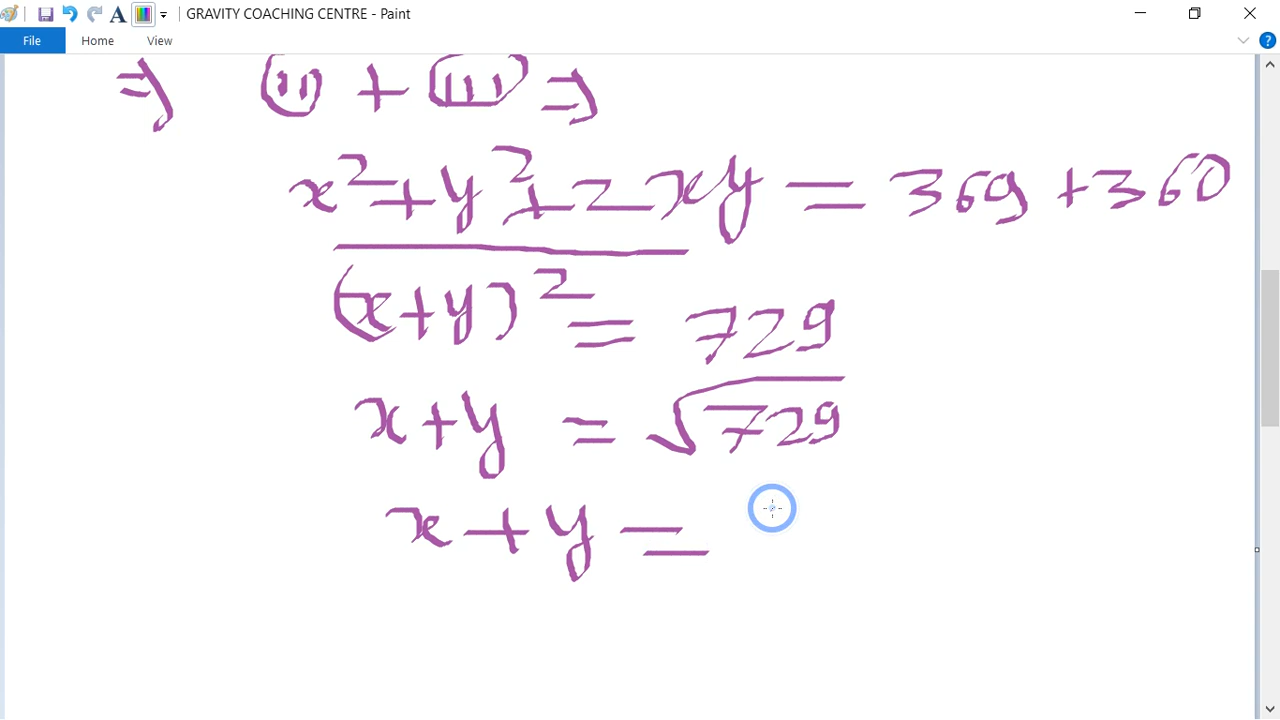 GRAVITY COACHING CENTRE - Paint
File Home View
⇒ (ii) + (iii) ⇒
x²+y²+2xy = 369+360
(x+y)² = 729
x+y = √729
x+y =